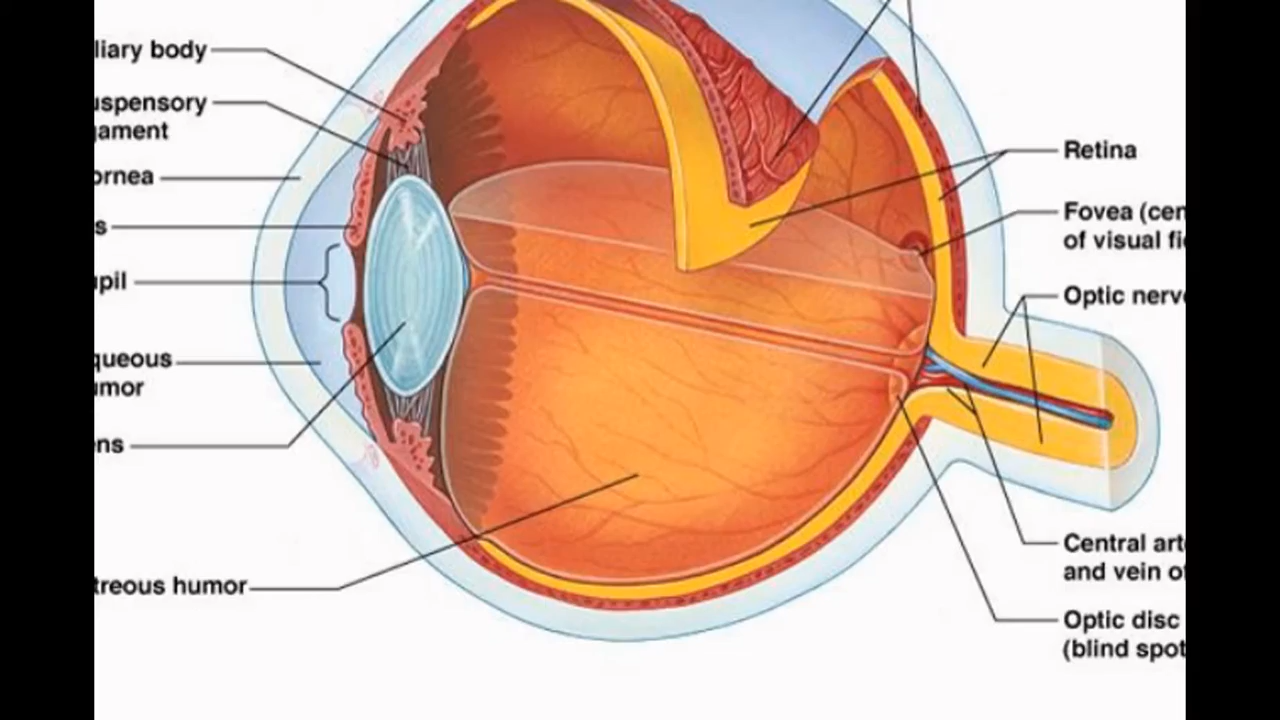 liary body
uspensory
gament
ornea
s
upil
queous
umor
ens
treous humor
Retina
Fovea (cen
of visual fi
Optic nerv
Central art
and vein of
Optic disc
(blind spot